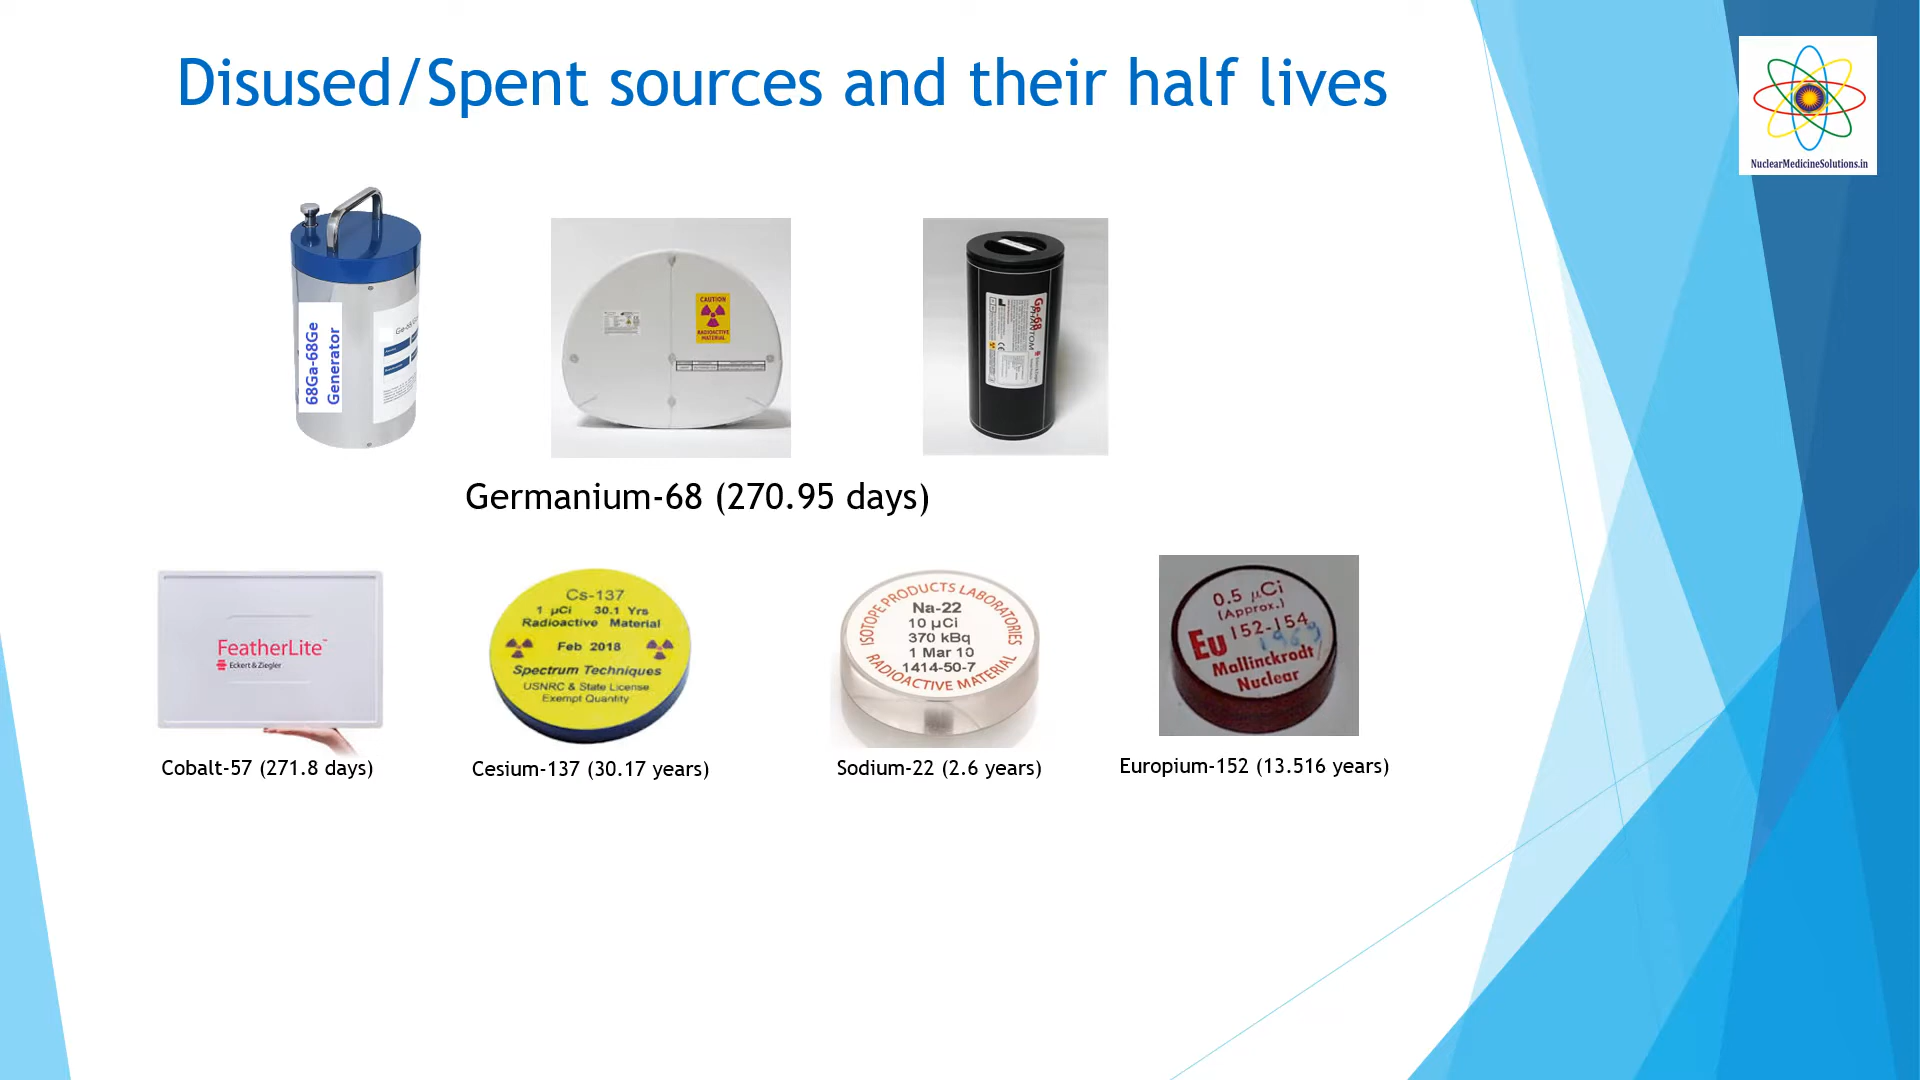 Disused/Spent sources and their half lives
NuclearMedicineSolutions.in
68Ga-68Ge
Generator
CAUTION
RADIOACTIVE
MATERIAL
Ge-68
PHANTOM
Germanium-68 (270.95 days)
FeatherLite™
Eckert & Ziegler
Cs-137
1 µCi 30.1 Yrs
Radioactive Material
Feb 2018
Spectrum Techniques
USNRC & State License
Exempt Quantity
ISOTOPE PRODUCTS LABORATORIES
Na-22
10 µCi
370 kBq
1 Mar 10
1414-50-7
RADIOACTIVE MATERIAL
0.5 µCi
(Approx.)
Eu 152-154
1969
Mallinckrodt
Nuclear
Cobalt-57 (271.8 days)
Cesium-137 (30.17 years)
Sodium-22 (2.6 years)
Europium-152 (13.516 years)